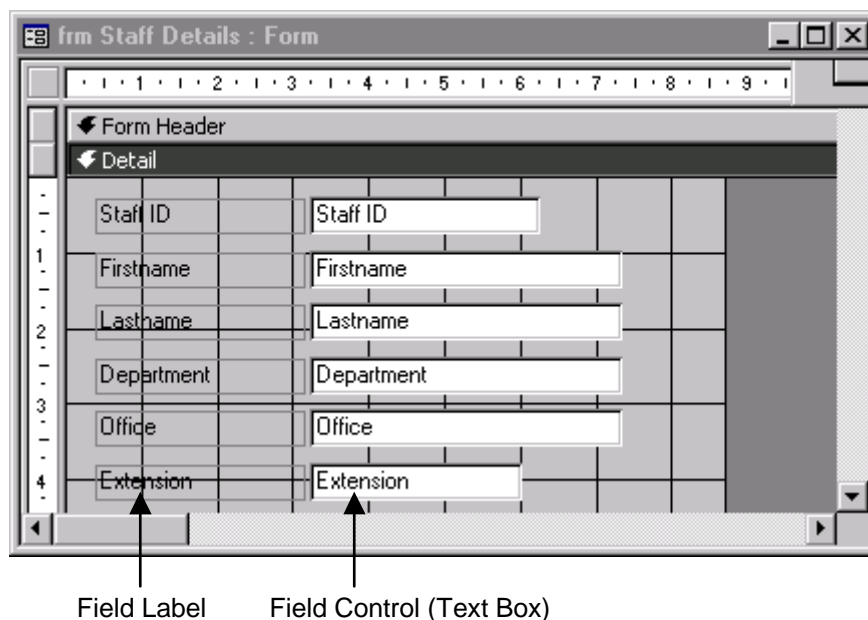 frm Staff Details : Form
1 2 3 4 5 6 7 8 9
Form Header
Detail
Staff ID Staff ID
1
Firstname Firstname
2
Lastname Lastname
Department Department
3
Office Office
4
Extension Extension
Field Label Field Control (Text Box)